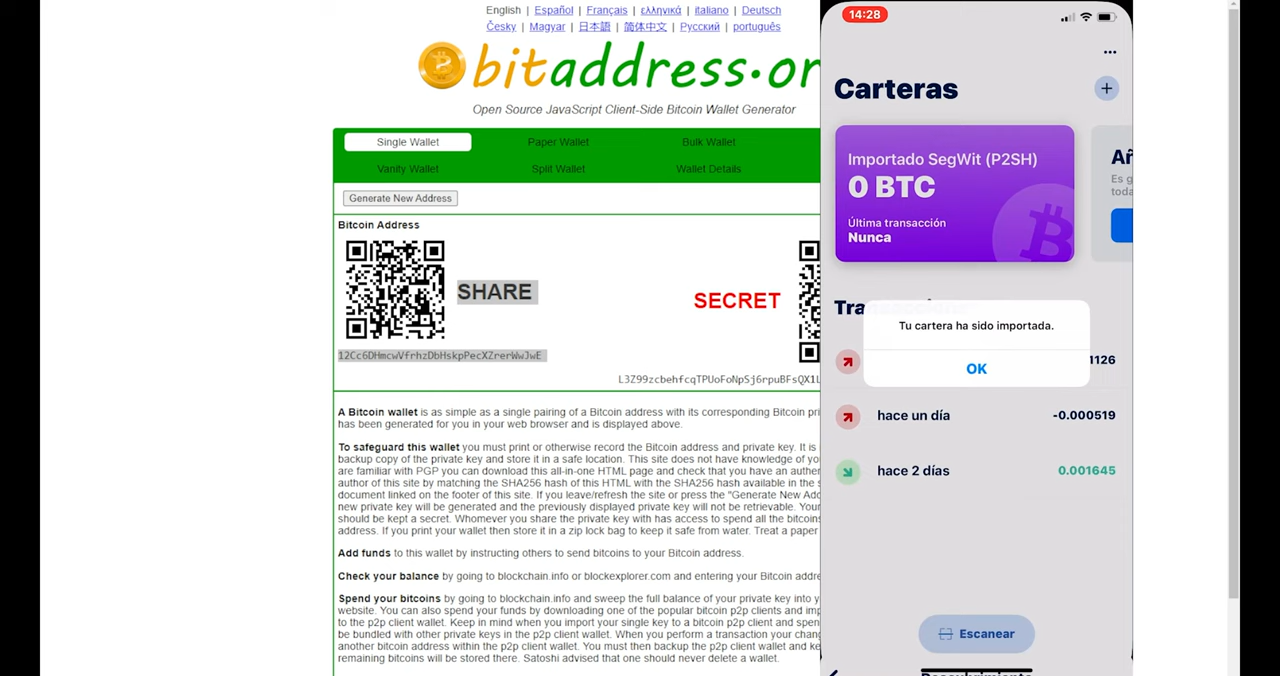 English | Español | Français | ελληνικά | italiano | Deutsch
Česky | Magyar | 日本語 | 简体中文 | Русский | português
bitaddress.or
Open Source JavaScript Client-Side Bitcoin Wallet Generator
Single Wallet
Paper Wallet
Bulk Wallet
Vanity Wallet
Split Wallet
Wallet Details
Generate New Address
Bitcoin Address
SHARE
SECRET
12Cc6DHmcwVfrhzDbHskpPecXZrerWwJwE
L3Z99zcbehfcqTPUoFoNpSj6rpuBFsQX1L
A Bitcoin wallet is as simple as a single pairing of a Bitcoin address with its corresponding Bitcoin pri
has been generated for you in your web browser and is displayed above.
To safeguard this wallet you must print or otherwise record the Bitcoin address and private key. It is
backup copy of the private key and store it in a safe location. This site does not have knowledge of you
are familiar with PGP you can download this all-in-one HTML page and check that you have an authen
author of this site by matching the SHA256 hash of this HTML with the SHA256 hash available in the s
document linked on the footer of this site. If you leave/refresh the site or press the "Generate New Add
new private key will be generated and the previously displayed private key will not be retrievable. Your
should be kept a secret. Whomever you share the private key with has access to spend all the bitcoins
address. If you print your wallet then store it in a zip lock bag to keep it safe from water. Treat a paper
Add funds to this wallet by instructing others to send bitcoins to your Bitcoin address.
Check your balance by going to blockchain.info or blockexplorer.com and entering your Bitcoin addre
Spend your bitcoins by going to blockchain.info and sweep the full balance of your private key into y
website. You can also spend your funds by downloading one of the popular bitcoin p2p clients and imp
to the p2p client wallet. Keep in mind when you import your single key to a bitcoin p2p client and spen
be bundled with other private keys in the p2p client wallet. When you perform a transaction your chan
another bitcoin address within the p2p client wallet. You must then backup the p2p client wallet and ke
remaining bitcoins will be stored there. Satoshi advised that one should never delete a wallet.
14:28
Carteras
Importado SegWit (P2SH)
0 BTC
Última transacción
Nunca
Añ
Es g
toda
Tu cartera ha sido importada.
OK
1126
hace un día
-0.000519
hace 2 días
0.001645
Escanear